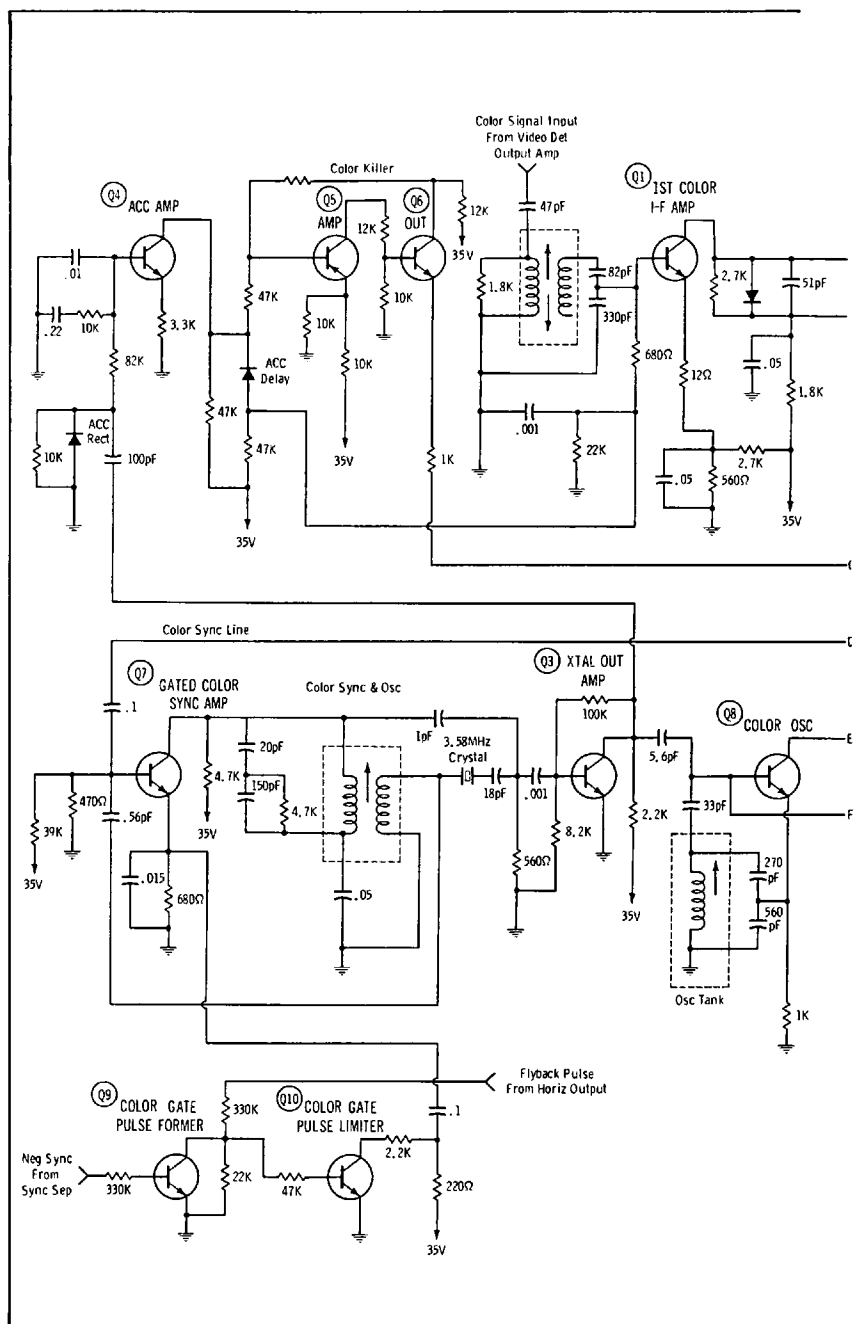 Color Signal Input
From Video Det
Output Amp
Color Killer
Q4
ACC AMP
Q5
AMP
Q6
OUT
Q1
IST COLOR
I-F AMP
12K
12K
35V
47pF
.01
.22
10K
3.3K
47K
10K
10K
10K
1.8K
82pF
330pF
2.7K
51pF
680Ω
12Ω
.05
1.8K
82K
ACC
Rect
10K
100pF
47K
ACC
Delay
47K
35V
35V
1K
.001
22K
.05
560Ω
2.7K
35V
C
Color Sync Line
D
Q7
GATED COLOR
SYNC AMP
Color Sync & Osc
Q3
XTAL OUT
AMP
Q8
COLOR OSC
.1
100K
1pF
3.58MHz
Crystal
5.6pF
E
20pF
150pF
4.7K
4.7K
35V
18pF
.001
470Ω
39K
35V
.56pF
8.2K
2.2K
33pF
F
.015
680Ω
.05
560Ω
35V
270
pF
560
pF
Osc Tank
1K
Flyback Pulse
From Horiz Output
Q9
COLOR GATE
PULSE FORMER
330K
Q10
COLOR GATE
PULSE LIMITER
.1
2.2K
Neg Sync
From
Sync Sep
330K
22K
47K
220Ω
35V